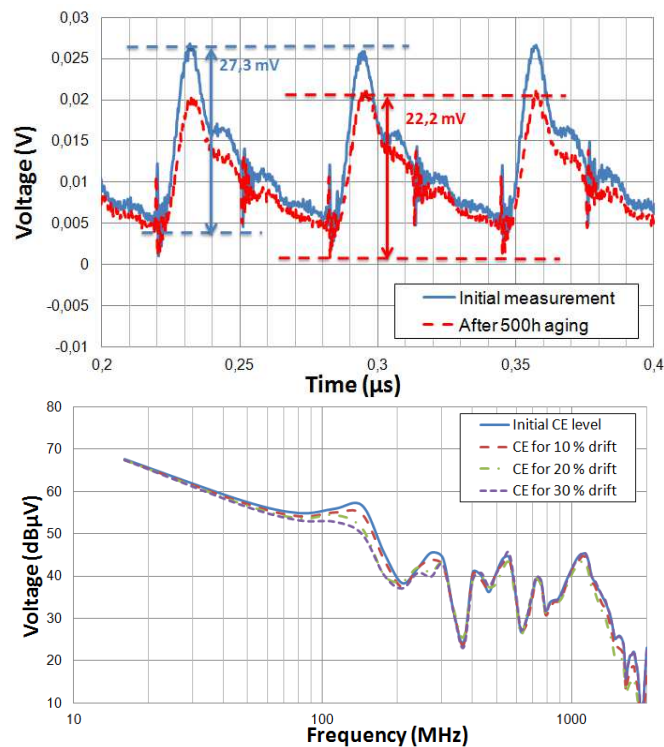 0,03
0,025
0,02
0,015
0,01
0,005
0
-0,005
-0,01
Voltage (V)
27,3 mV
22,2 mV
Initial measurement
After 500h aging
0,2
0,25
0,3
0,35
0,4
Time (µs)
80
70
60
50
40
30
20
10
Voltage (dBµV)
Initial CE level
CE for 10 % drift
CE for 20 % drift
CE for 30 % drift
10
100
1000
Frequency (MHz)